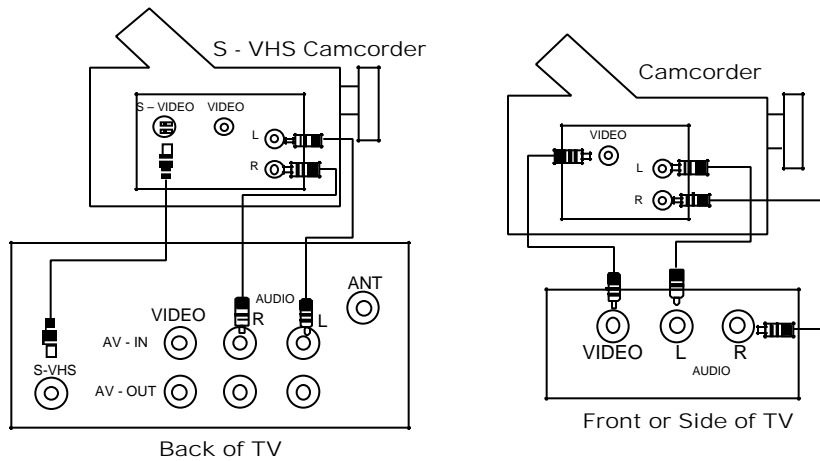 S - VHS Camcorder
S – VIDEO VIDEO
L
R
ANT
VIDEO
AUDIO
R
L
AV - IN
S-VHS
AV - OUT
Back of TV
Camcorder
VIDEO
L
R
VIDEO
L
R
AUDIO
Front or Side of TV